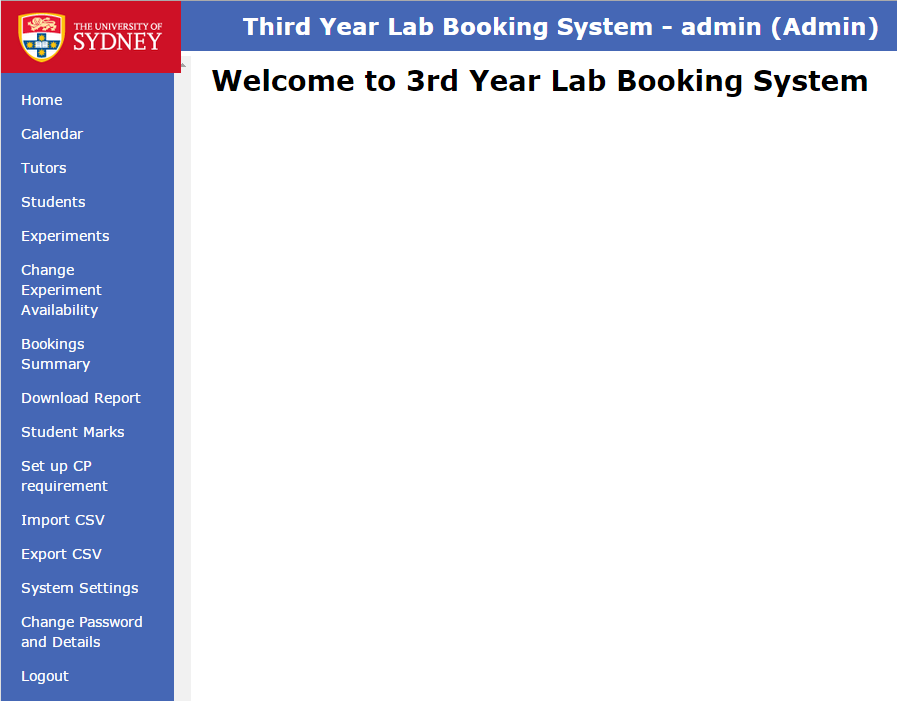 THE UNIVERSITY OF
SYDNEY
Third Year Lab Booking System - admin (Admin)
Welcome to 3rd Year Lab Booking System
Home
Calendar
Tutors
Students
Experiments
Change
Experiment
Availability
Bookings
Summary
Download Report
Student Marks
Set up CP
requirement
Import CSV
Export CSV
System Settings
Change Password
and Details
Logout